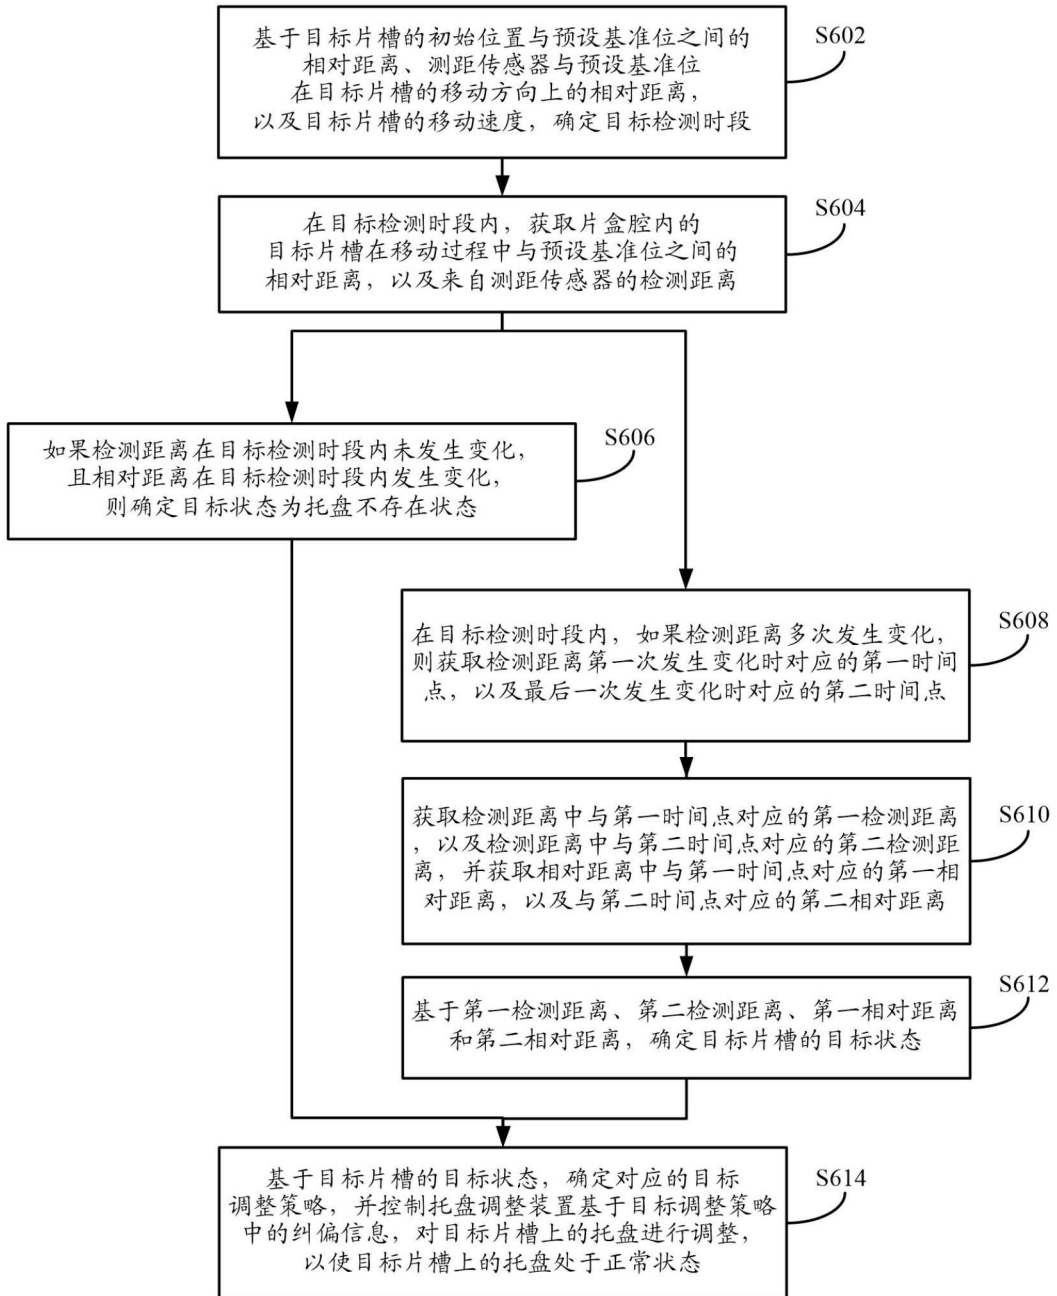 基于目标片槽的初始位置与预设基准位之间的
相对距离、测距传感器与预设基准位
在目标片槽的移动方向上的相对距离，
以及目标片槽的移动速度，确定目标检测时段
S602
在目标检测时段内，获取片盒腔内的
目标片槽在移动过程中与预设基准位之间的
相对距离，以及来自测距传感器的检测距离
S604
如果检测距离在目标检测时段内未发生变化，
且相对距离在目标检测时段内发生变化，
则确定目标状态为托盘不存在状态
S606
在目标检测时段内，如果检测距离多次发生变化，
则获取检测距离第一次发生变化时对应的第一时间
点，以及最后一次发生变化时对应的第二时间点
S608
获取检测距离中与第一时间点对应的第一检测距离
，以及检测距离中与第二时间点对应的第二检测距
离，并获取相对距离中与第一时间点对应的第一相
对距离，以及与第二时间点对应的第二相对距离
S610
基于第一检测距离、第二检测距离、第一相对距离
和第二相对距离，确定目标片槽的目标状态
S612
基于目标片槽的目标状态，确定对应的目标
调整策略，并控制托盘调整装置基于目标调整策略
中的纠偏信息，对目标片槽上的托盘进行调整，
以使目标片槽上的托盘处于正常状态
S614